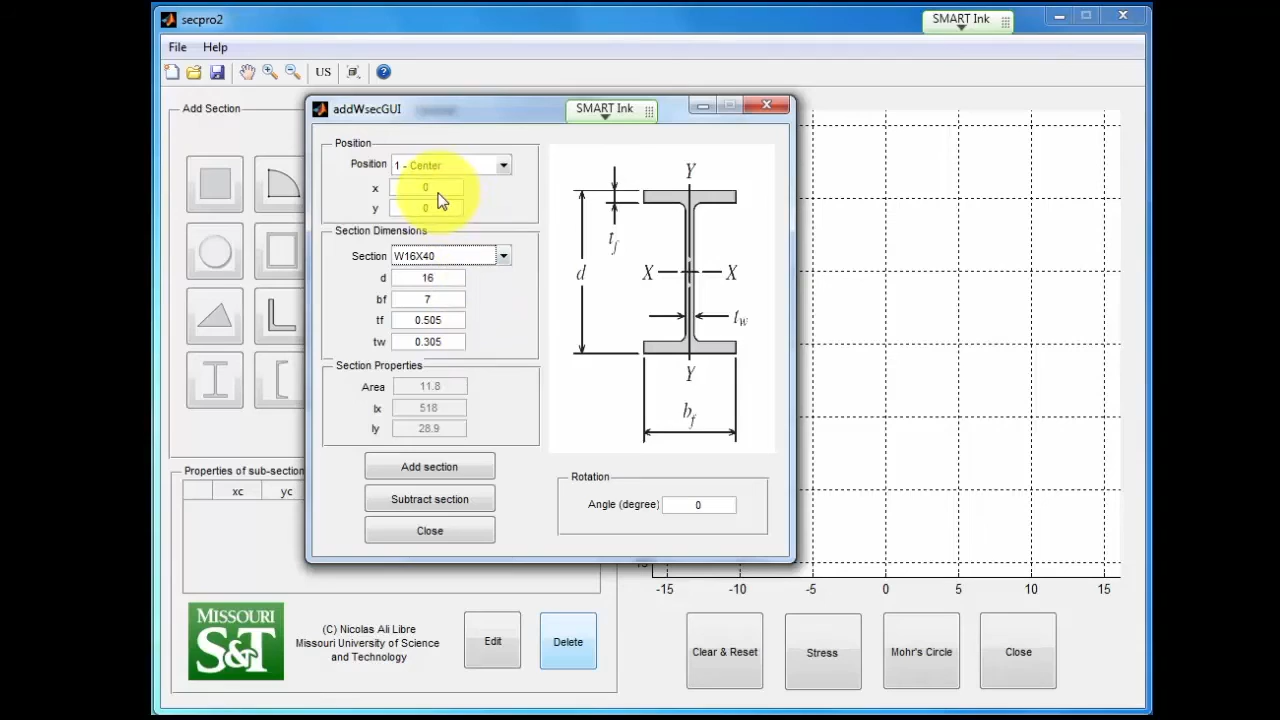 secpro2
SMART Ink
File Help
US
Add Section
addWsecGUI
SMART Ink
Position
Position 1 - Center
x 0
y 0
Section Dimensions
Section W16X40
d 16
bf 7
tf 0.505
tw 0.305
Section Properties
Area 11.8
Ix 518
Iy 28.9
Add section
Subtract section
Close
Y
tf
d
X X
tw
Y
bf
Rotation
Angle (degree) 0
Properties of sub-section
xc yc
-15 -10 -5 0 5 10 15
MISSOURI
S&T
(C) Nicolas Ali Libre
Missouri University of Science
and Technology
Edit
Delete
Clear & Reset
Stress
Mohr's Circle
Close